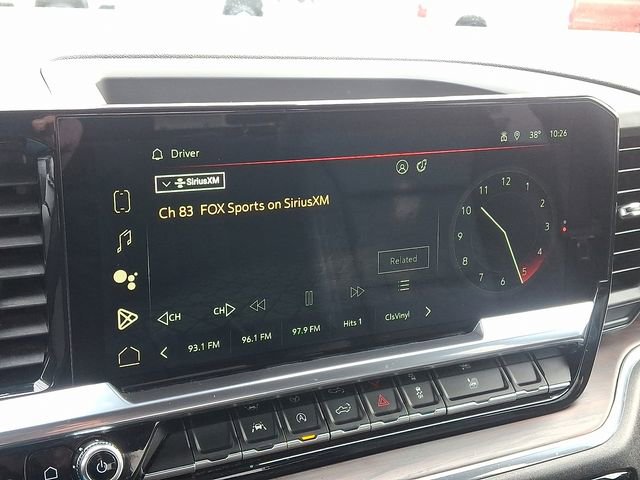 Driver
38° 10:26
SiriusXM
Ch 83 FOX Sports on SiriusXM
Related
CH CH
93.1 FM 96.1 FM 97.9 FM Hits 1 ClsVinyl
12
1
2
3
4
5
6
7
8
9
10
11
A